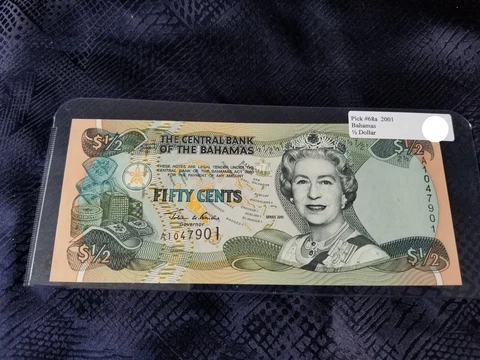 Pick #68a 2001
Bahamas
½ Dollar
$1/2
$1/2
THE CENTRAL BANK
OF THE BAHAMAS
THESE NOTES ARE LEGAL TENDER UNDER THE
CENTRAL BANK OF THE BAHAMAS ACT
FOR THE PAYMENT OF ANY AMOUNT
FIFTY CENTS
SERIES 2001
Governor
A1047901
A1047901
$1/2
$1/2